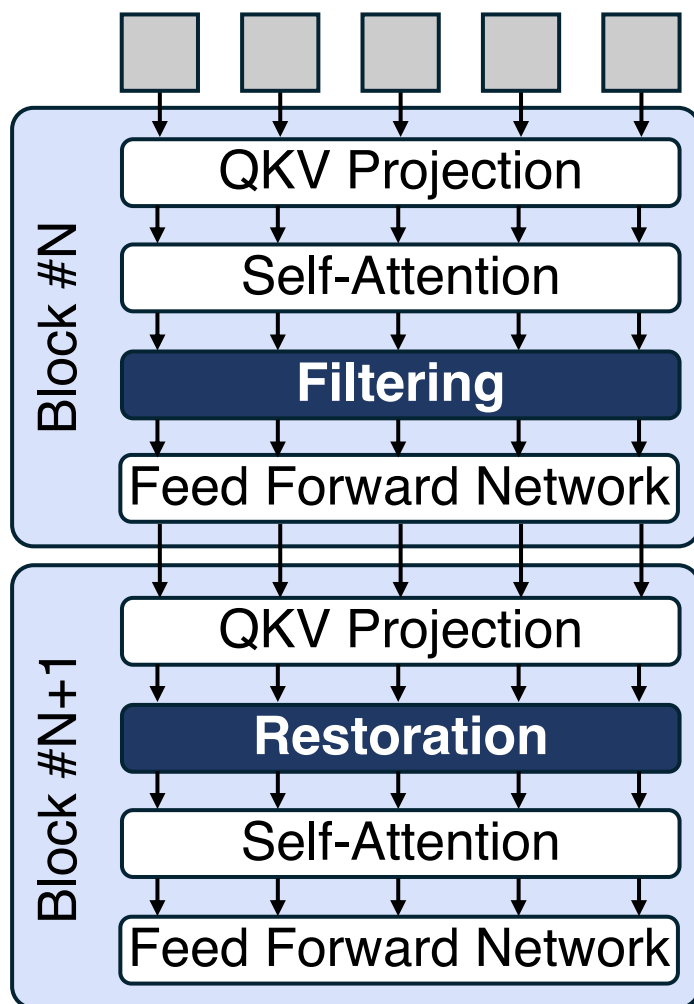 Block #N
QKV Projection
Self-Attention
Filtering
Feed Forward Network
Block #N+1
QKV Projection
Restoration
Self-Attention
Feed Forward Network